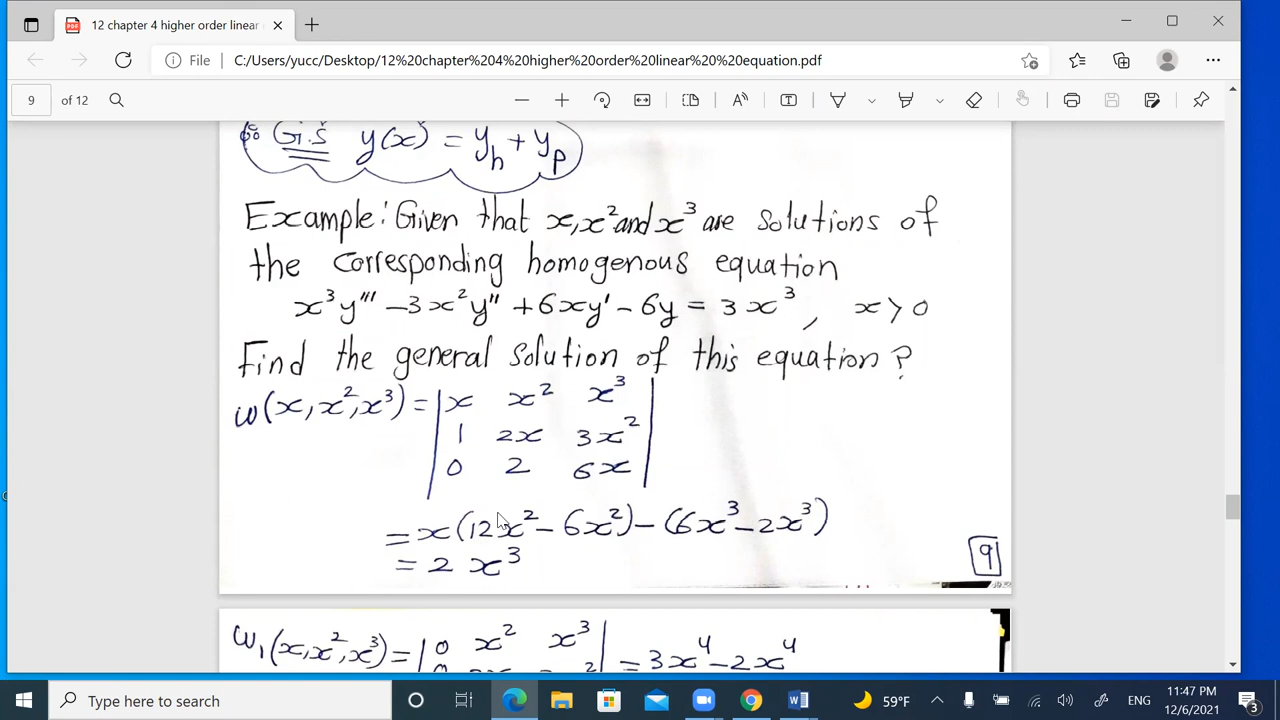 12 chapter 4 higher order linear
File C:/Users/yucc/Desktop/12%20chapter%204%20higher%20order%20linear%20%20equation.pdf
9 of 12
G.S y(x) = y_h + y_p
Example: Given that x, x² and x³ are solutions of
the corresponding homogenous equation
x³y''' - 3x²y'' + 6xy' - 6y = 3x³, x > 0
Find the general solution of this equation?
W(x, x², x³) = | x x² x³ |
| 1 2x 3x² |
| 0 2 6x |
= x(12x² - 6x²) - (6x³ - 2x³)
= 2 x³
9
W₁(x, x², x³) = | 0 x² x³ | = 3x⁴ - 2x⁴
Type here to search
59°F
ENG
11:47 PM
12/6/2021
3